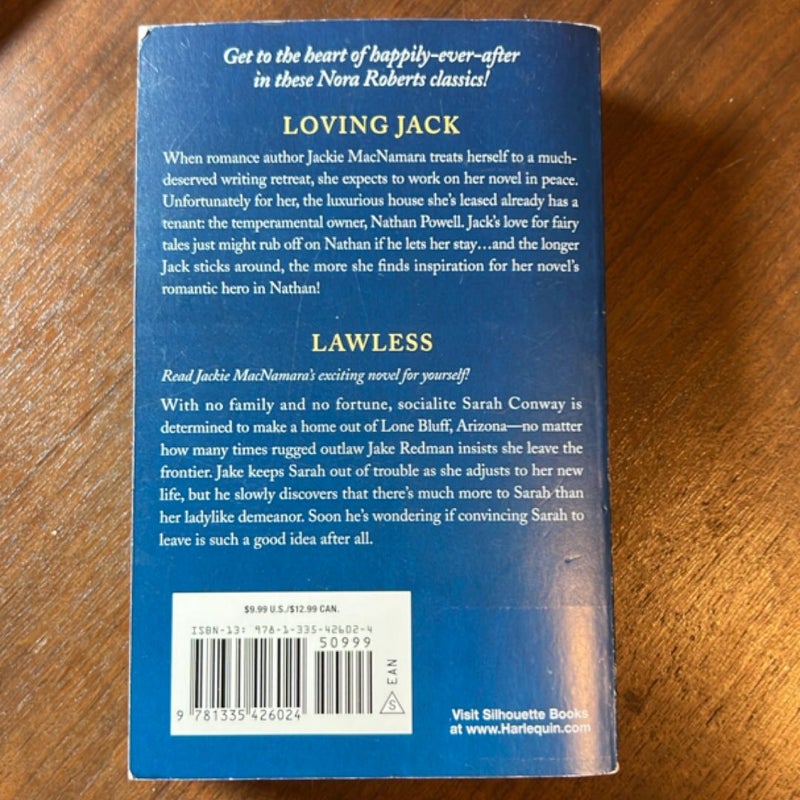 Get to the heart of happily-ever-after
in these Nora Roberts classics!
LOVING JACK
When romance author Jackie MacNamara treats herself to a much-
deserved writing retreat, she expects to work on her novel in peace.
Unfortunately for her, the luxurious house she's leased already has a
tenant: the temperamental owner, Nathan Powell. Jack's love for fairy
tales just might rub off on Nathan if he lets her stay...and the longer
Jack sticks around, the more she finds inspiration for her novel's
romantic hero in Nathan!
LAWLESS
Read Jackie MacNamara's exciting novel for yourself!
With no family and no fortune, socialite Sarah Conway is
determined to make a home out of Lone Bluff, Arizona—no matter
how many times rugged outlaw Jake Redman insists she leave the
frontier. Jake keeps Sarah out of trouble as she adjusts to her new
life, but he slowly discovers that there's much more to Sarah than
her ladylike demeanor. Soon he's wondering if convincing Sarah to
leave is such a good idea after all.
$9.99 U.S./$12.99 CAN.
ISBN-13: 978-1-335-42602-4
50999
EAN
S
9 781335 426024
Visit Silhouette Books
at www.Harlequin.com